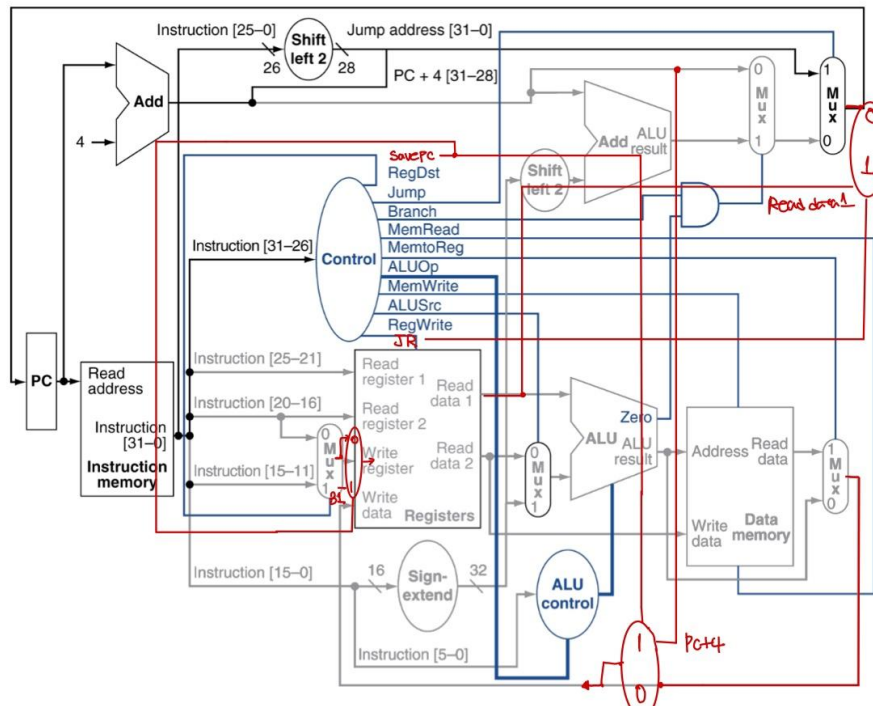 Instruction [25–0]
Shift
left 2
Jump address [31–0]
26
28
PC + 4 [31–28]
Add
4
0
M
u
x
1
1
M
u
x
0
0
1
Add
ALU
result
Shift
left 2
savePC
RegDst
Jump
Branch
MemRead
MemtoReg
ALUOp
MemWrite
ALUSrc
RegWrite
JR
Read data 1
Instruction [31–26]
Control
PC
Read
address
Instruction
[31–0]
Instruction
memory
Instruction [25–21]
Instruction [20–16]
Instruction [15–11]
0
M
u
x
1
0
1
31
Read
register 1
Read
register 2
Write
register
Write
data
Read
data 1
Read
data 2
Registers
0
M
u
x
1
Zero
ALU
ALU
result
Address
Read
data
Write
data
Data
memory
1
M
u
x
0
Instruction [15–0]
16
Sign-
extend
32
ALU
control
Instruction [5–0]
1
0
PC+4